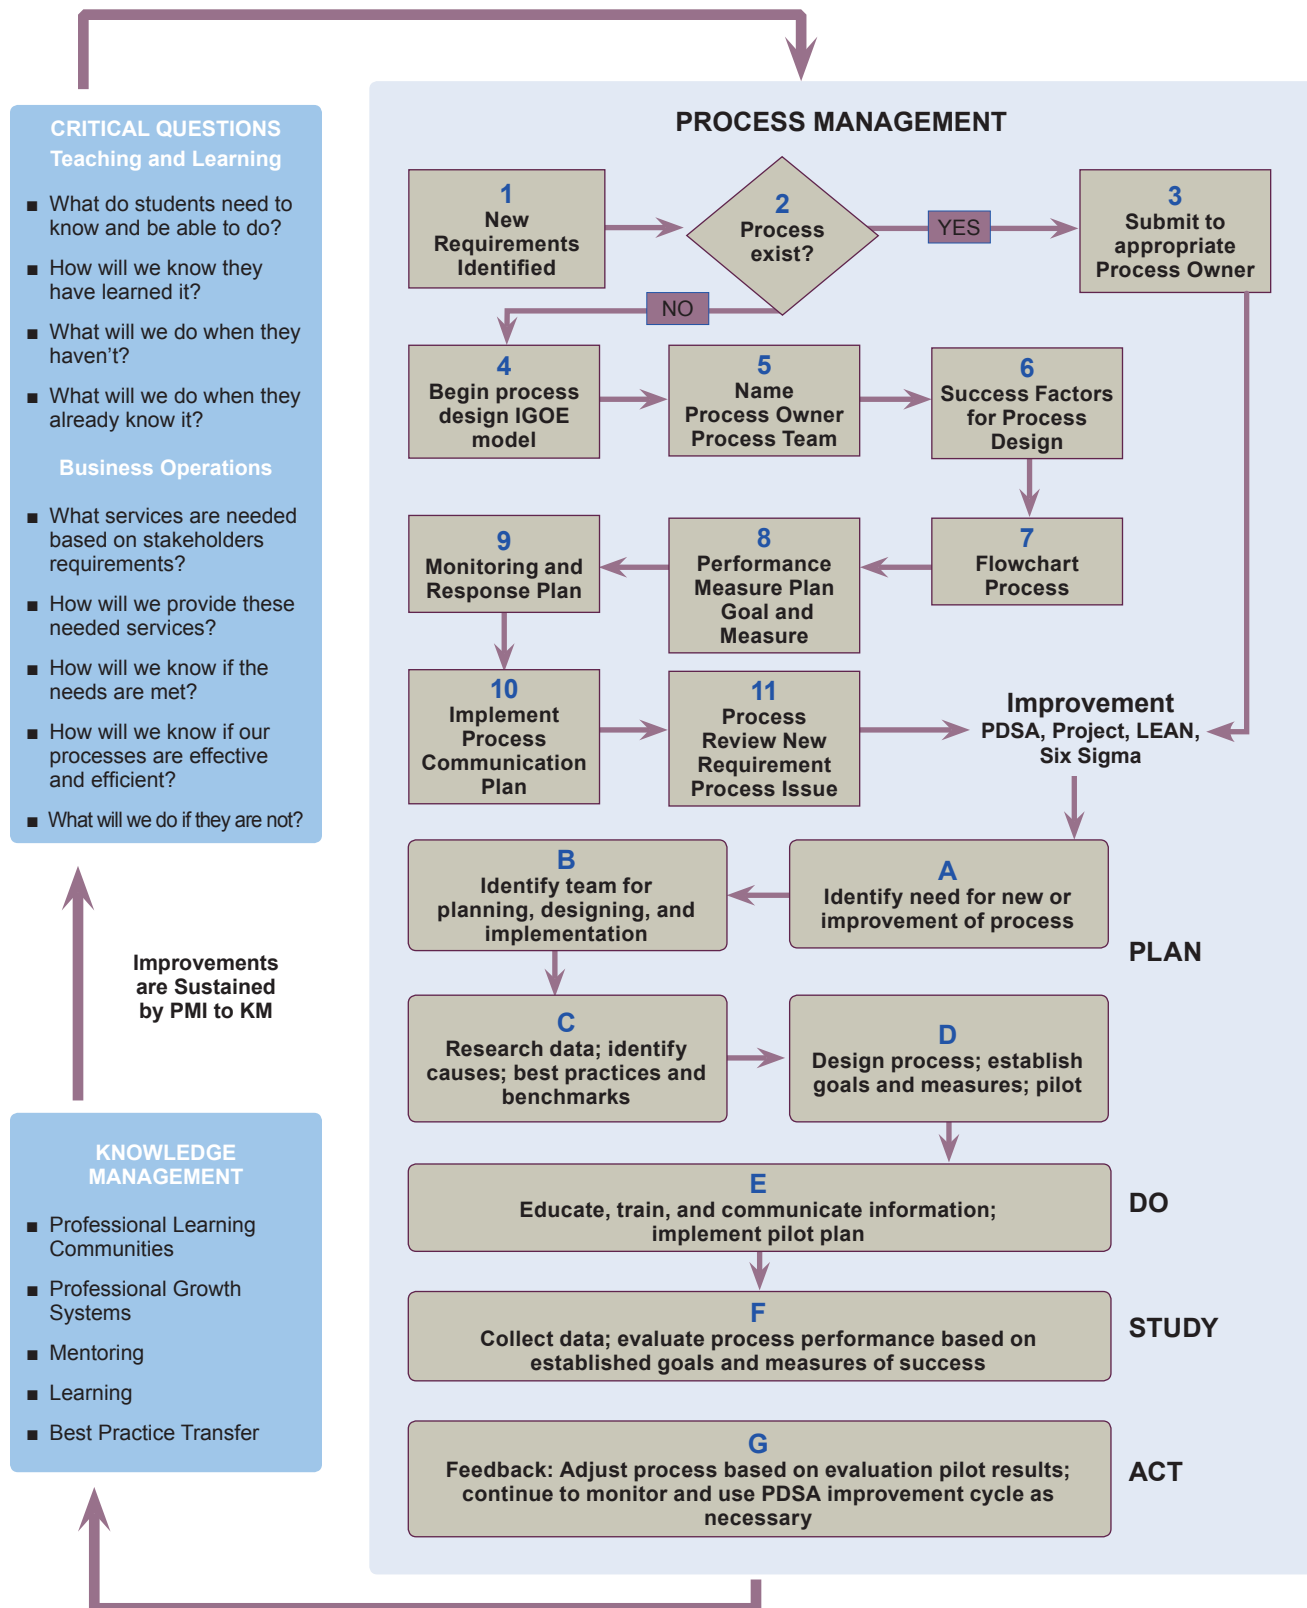 CRITICAL QUESTIONS
Teaching and Learning
■ What do students need to
know and be able to do?
■ How will we know they
have learned it?
■ What will we do when they
haven't?
■ What will we do when they
already know it?
Business Operations
■ What services are needed
based on stakeholders
requirements?
■ How will we provide these
needed services?
■ How will we know if the
needs are met?
■ How will we know if our
processes are effective
and efficient?
■ What will we do if they are not?
Improvements
are Sustained
by PMI to KM
KNOWLEDGE
MANAGEMENT
■ Professional Learning
Communities
■ Professional Growth
Systems
■ Mentoring
■ Learning
■ Best Practice Transfer
PROCESS MANAGEMENT
1
New
Requirements
Identified
2
Process
exist?
YES
3
Submit to
appropriate
Process Owner
NO
4
Begin process
design IGOE
model
5
Name
Process Owner
Process Team
6
Success Factors
for Process
Design
7
Flowchart
Process
8
Performance
Measure Plan
Goal and
Measure
9
Monitoring and
Response Plan
10
Implement
Process
Communication
Plan
11
Process
Review New
Requirement
Process Issue
Improvement
PDSA, Project, LEAN,
Six Sigma
A
Identify need for new or
improvement of process
B
Identify team for
planning, designing, and
implementation
PLAN
C
Research data; identify
causes; best practices and
benchmarks
D
Design process; establish
goals and measures; pilot
E
Educate, train, and communicate information;
implement pilot plan
DO
F
Collect data; evaluate process performance based on
established goals and measures of success
STUDY
G
Feedback: Adjust process based on evaluation pilot results;
continue to monitor and use PDSA improvement cycle as
necessary
ACT